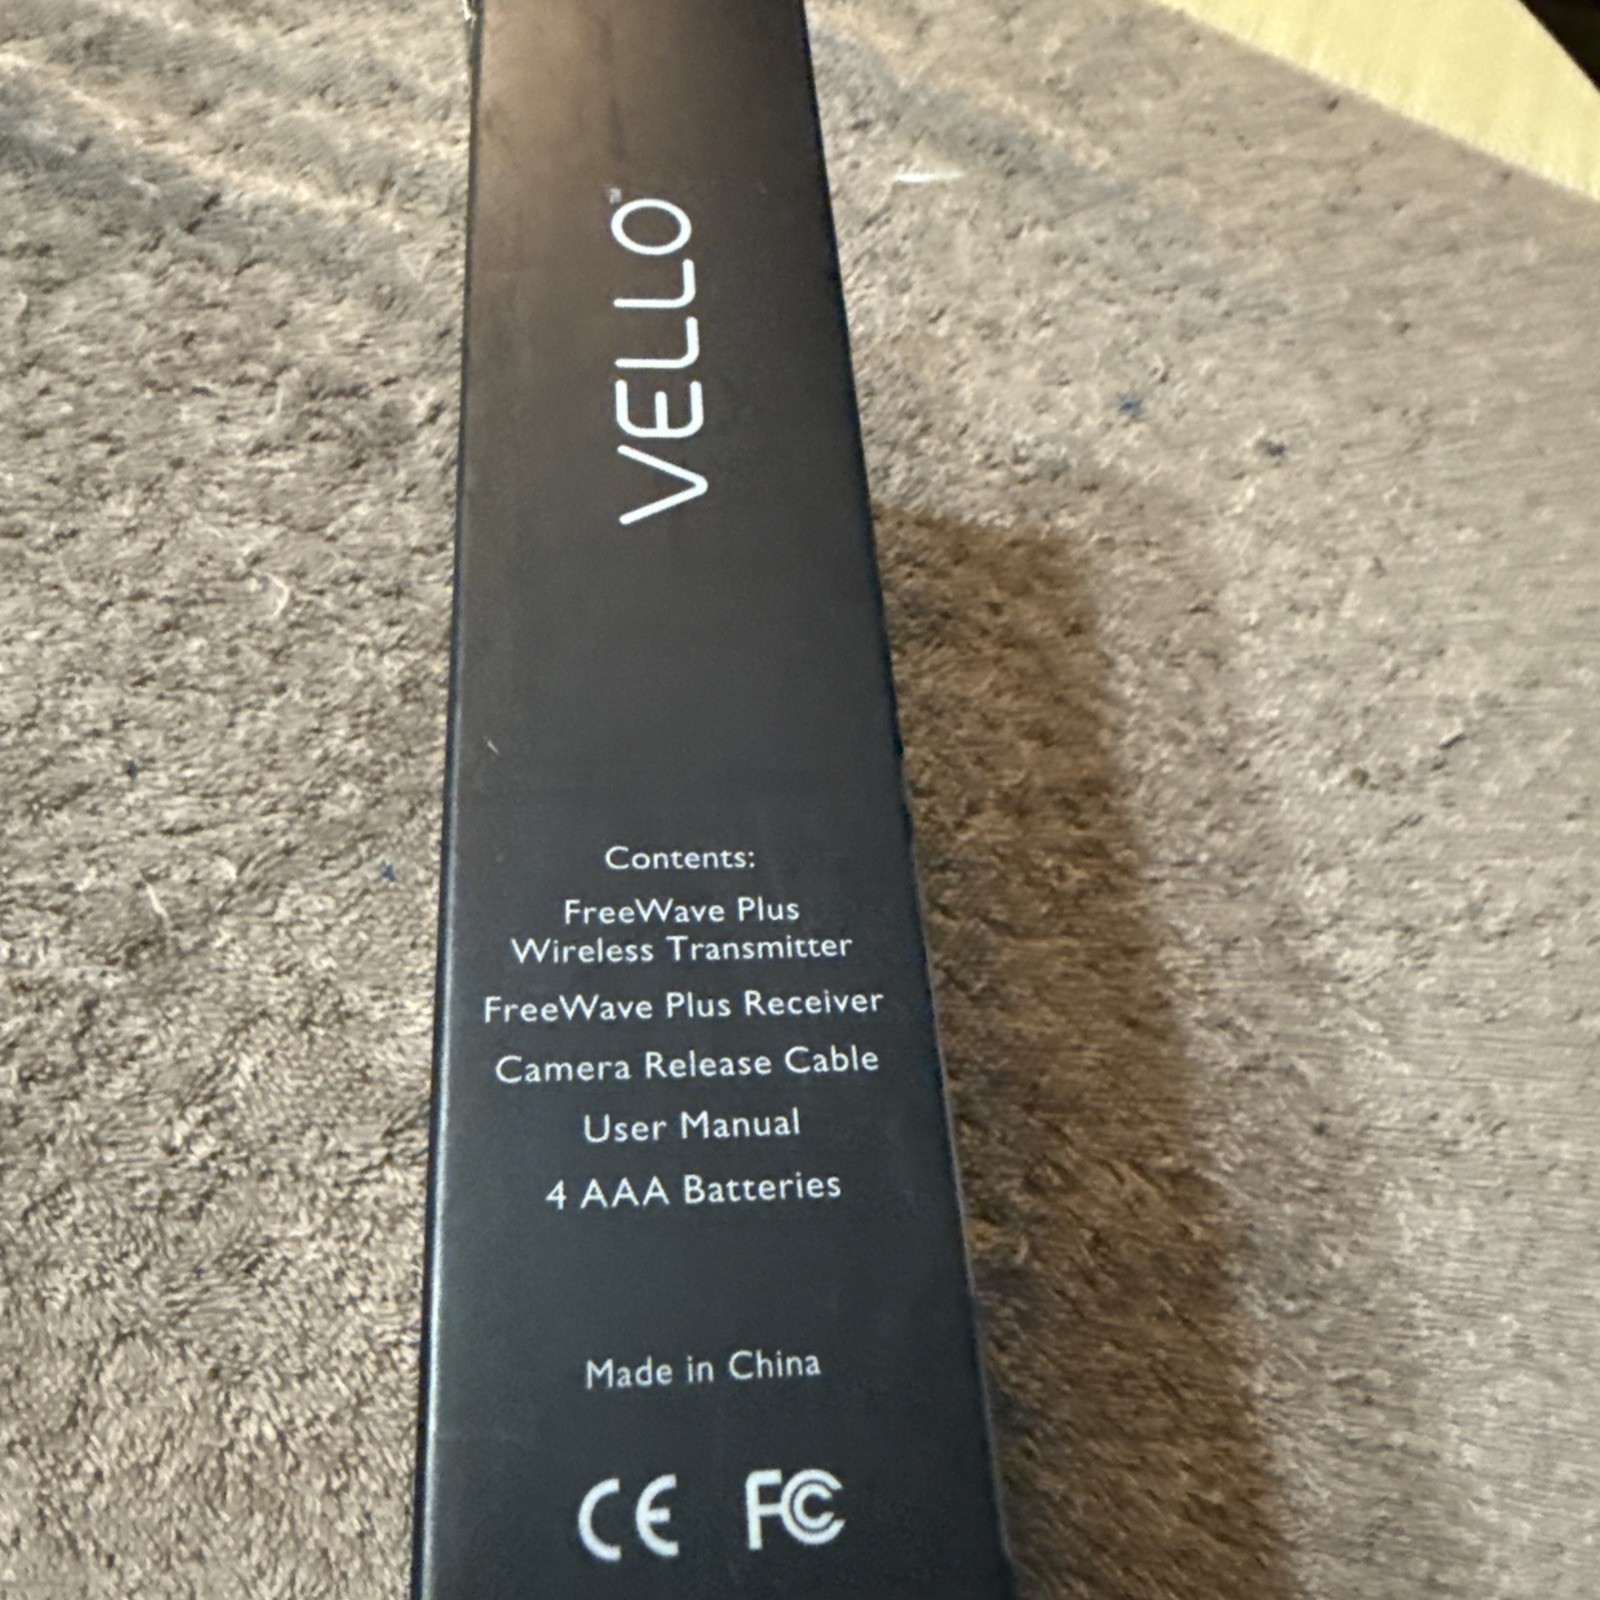 VELLO™
Contents:
FreeWave Plus
Wireless Transmitter
FreeWave Plus Receiver
Camera Release Cable
User Manual
4 AAA Batteries
Made in China
CE FC